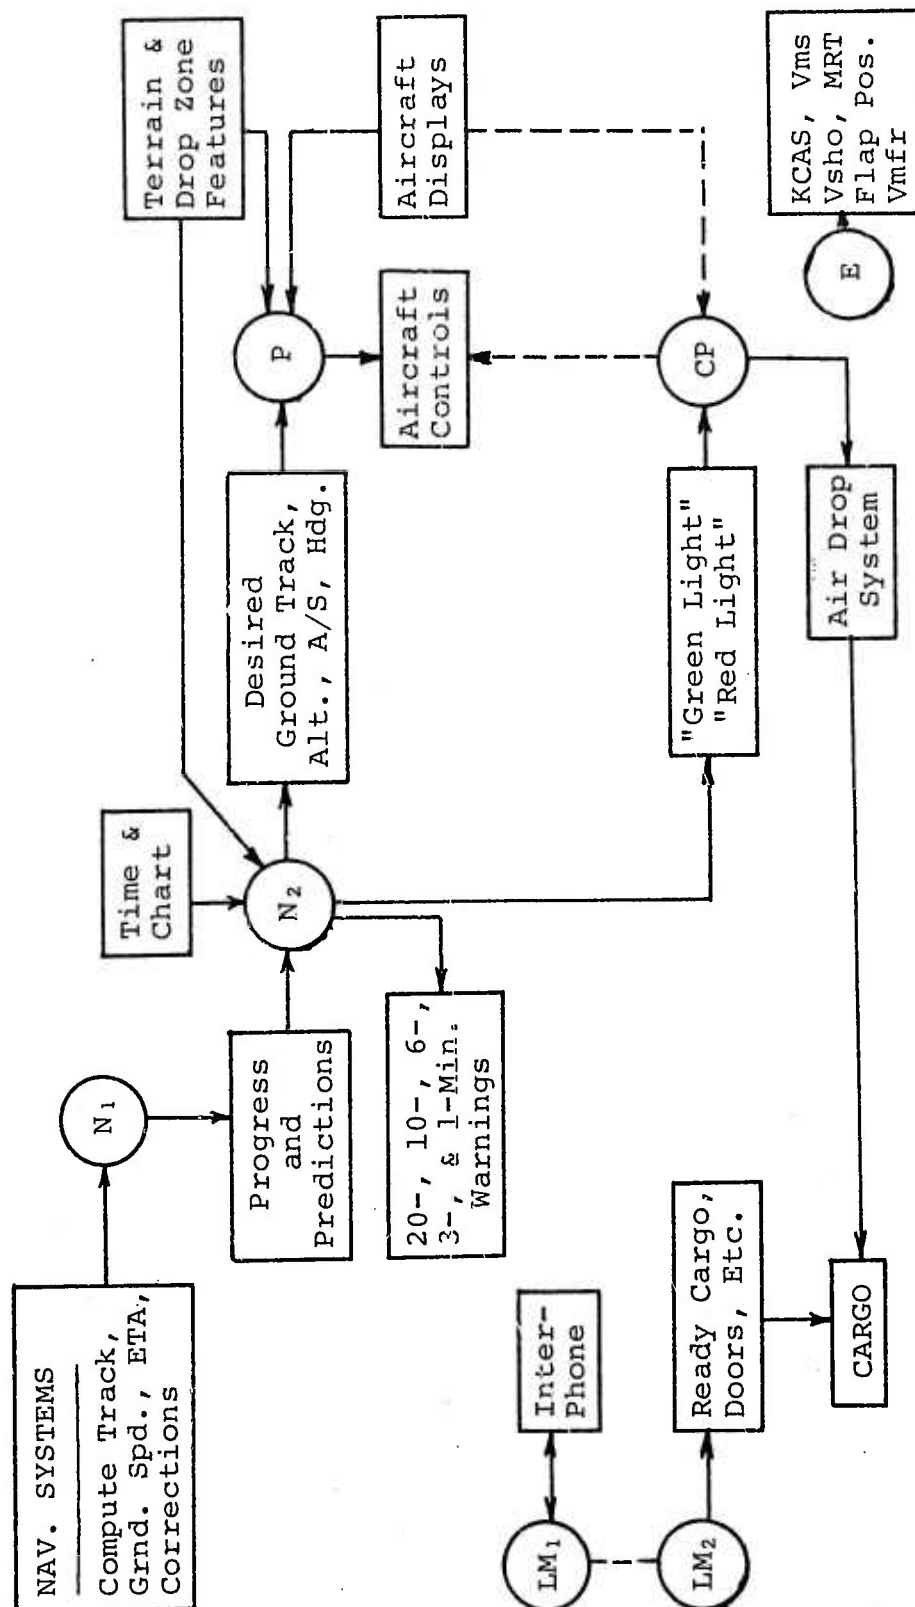 NAV. SYSTEMS
Compute Track,
Grnd. Spd., ETA,
Corrections
N1
Progress
and
Predictions
Time &
Chart
N2
20-, 10-, 6-,
3-, & 1-Min.
Warnings
Desired
Ground Track,
Alt., A/S, Hdg.
Terrain &
Drop Zone
Features
P
Aircraft
Displays
Aircraft
Controls
Inter-
Phone
LM1
LM2
Ready Cargo,
Doors, Etc.
CARGO
"Green Light"
"Red Light"
CP
Air Drop
System
E
KCAS, Vms
Vsho, MRT
Flap Pos.
Vmfr